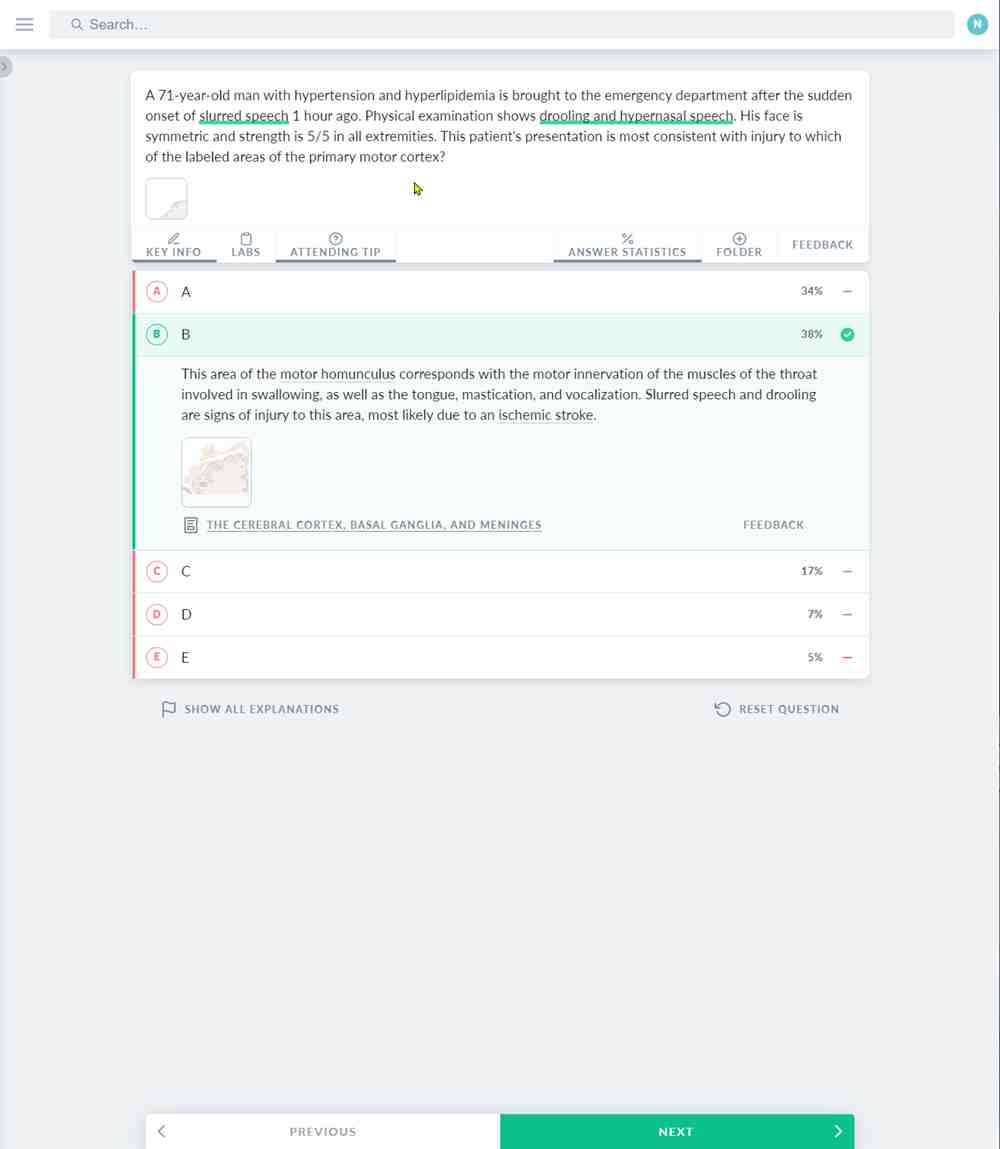 Search...
N
A 71-year-old man with hypertension and hyperlipidemia is brought to the emergency department after the sudden
onset of slurred speech 1 hour ago. Physical examination shows drooling and hypernasal speech. His face is
symmetric and strength is 5/5 in all extremities. This patient's presentation is most consistent with injury to which
of the labeled areas of the primary motor cortex?
KEY INFO LABS ATTENDING TIP ANSWER STATISTICS FOLDER FEEDBACK
A A 34%
B B 38%
This area of the motor homunculus corresponds with the motor innervation of the muscles of the throat
involved in swallowing, as well as the tongue, mastication, and vocalization. Slurred speech and drooling
are signs of injury to this area, most likely due to an ischemic stroke.
THE CEREBRAL CORTEX, BASAL GANGLIA, AND MENINGES FEEDBACK
C C 17%
D D 7%
E E 5%
SHOW ALL EXPLANATIONS RESET QUESTION
PREVIOUS NEXT